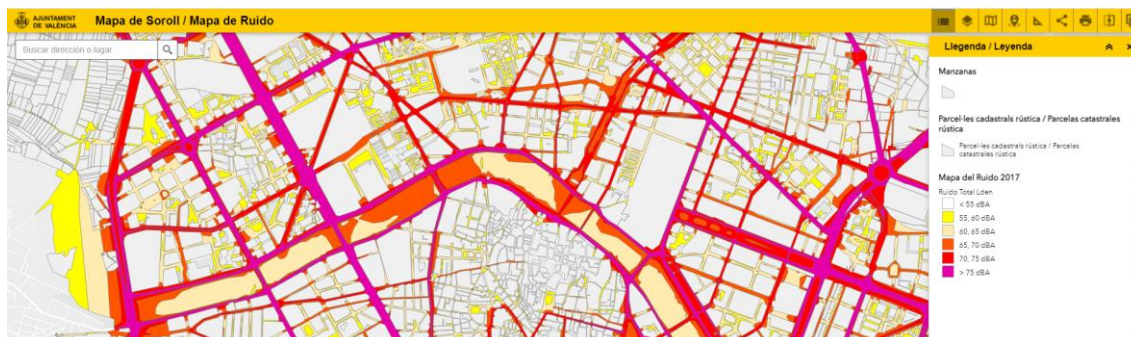 AJUNTAMENT
DE VALÈNCIA
Mapa de Soroll / Mapa de Ruido
Buscar dirección o lugar
Llegenda / Leyenda
Manzanas
Parcel·les cadastrals rústica / Parcelas catastrales
rústica
Parcel·les cadastrals rústica / Parcelas
catastrales rústica
Mapa del Ruido 2017
Ruido Total Lden
< 55 dBA
55, 60 dBA
60, 65 dBA
65, 70 dBA
70, 75 dBA
> 75 dBA